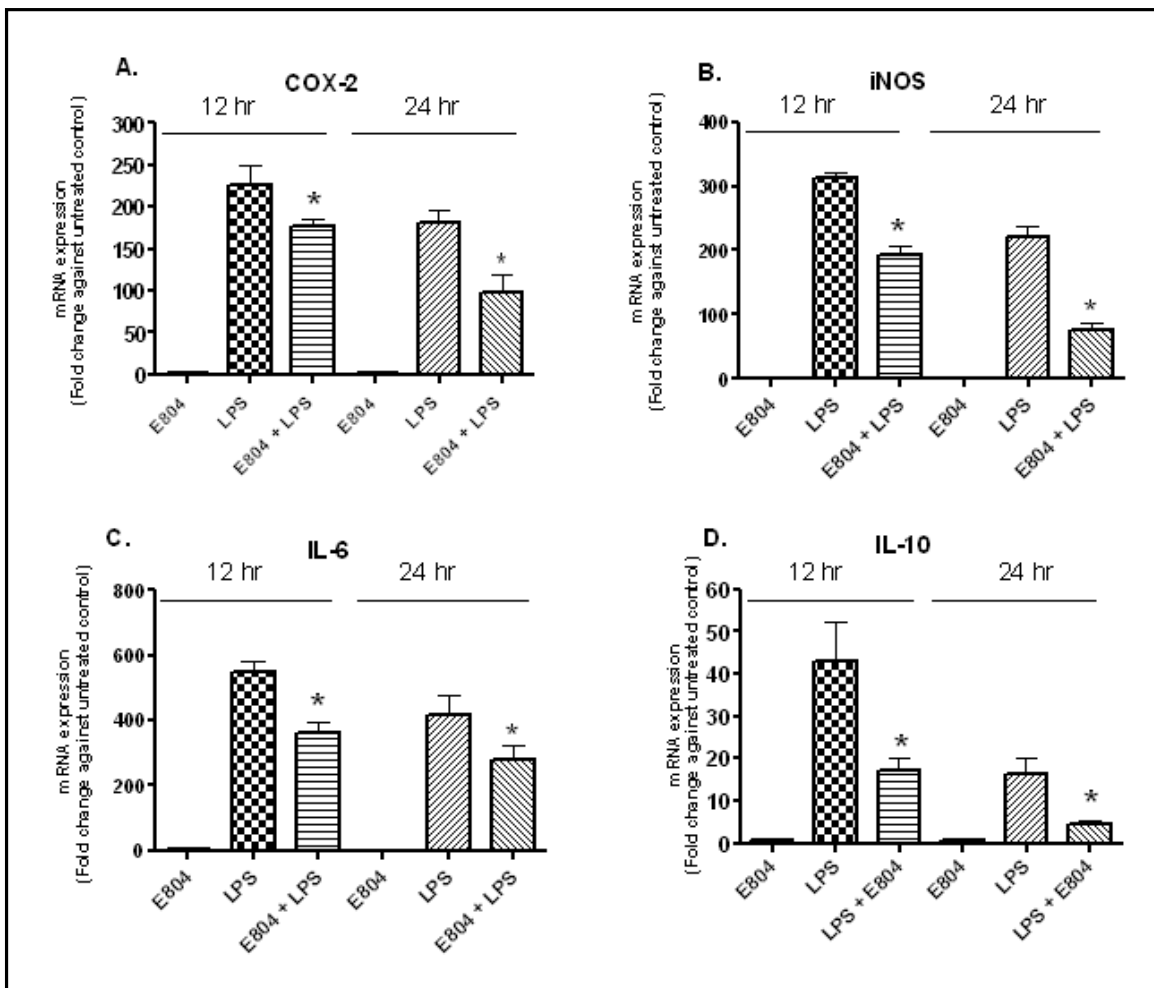 A.
COX-2
12 hr 24 hr
mRNA expression
(Fold change against untreated control)
300
250
200
150
100
50
0
*
*
E804 LPS E804 + LPS E804 LPS E804 + LPS
B.
iNOS
12 hr 24 hr
mRNA expression
(Fold change against untreated control)
400
300
200
100
0
*
*
E804 LPS E804 + LPS E804 LPS E804 + LPS
C.
IL-6
12 hr 24 hr
mRNA expression
(Fold change against untreated control)
800
600
400
200
0
*
*
E804 LPS E804 + LPS E804 LPS E804 + LPS
D.
IL-10
12 hr 24 hr
mRNA expression
(Fold change against untreated control)
60
50
40
30
20
10
0
*
*
E804 LPS LPS + E804 E804 LPS LPS + E804